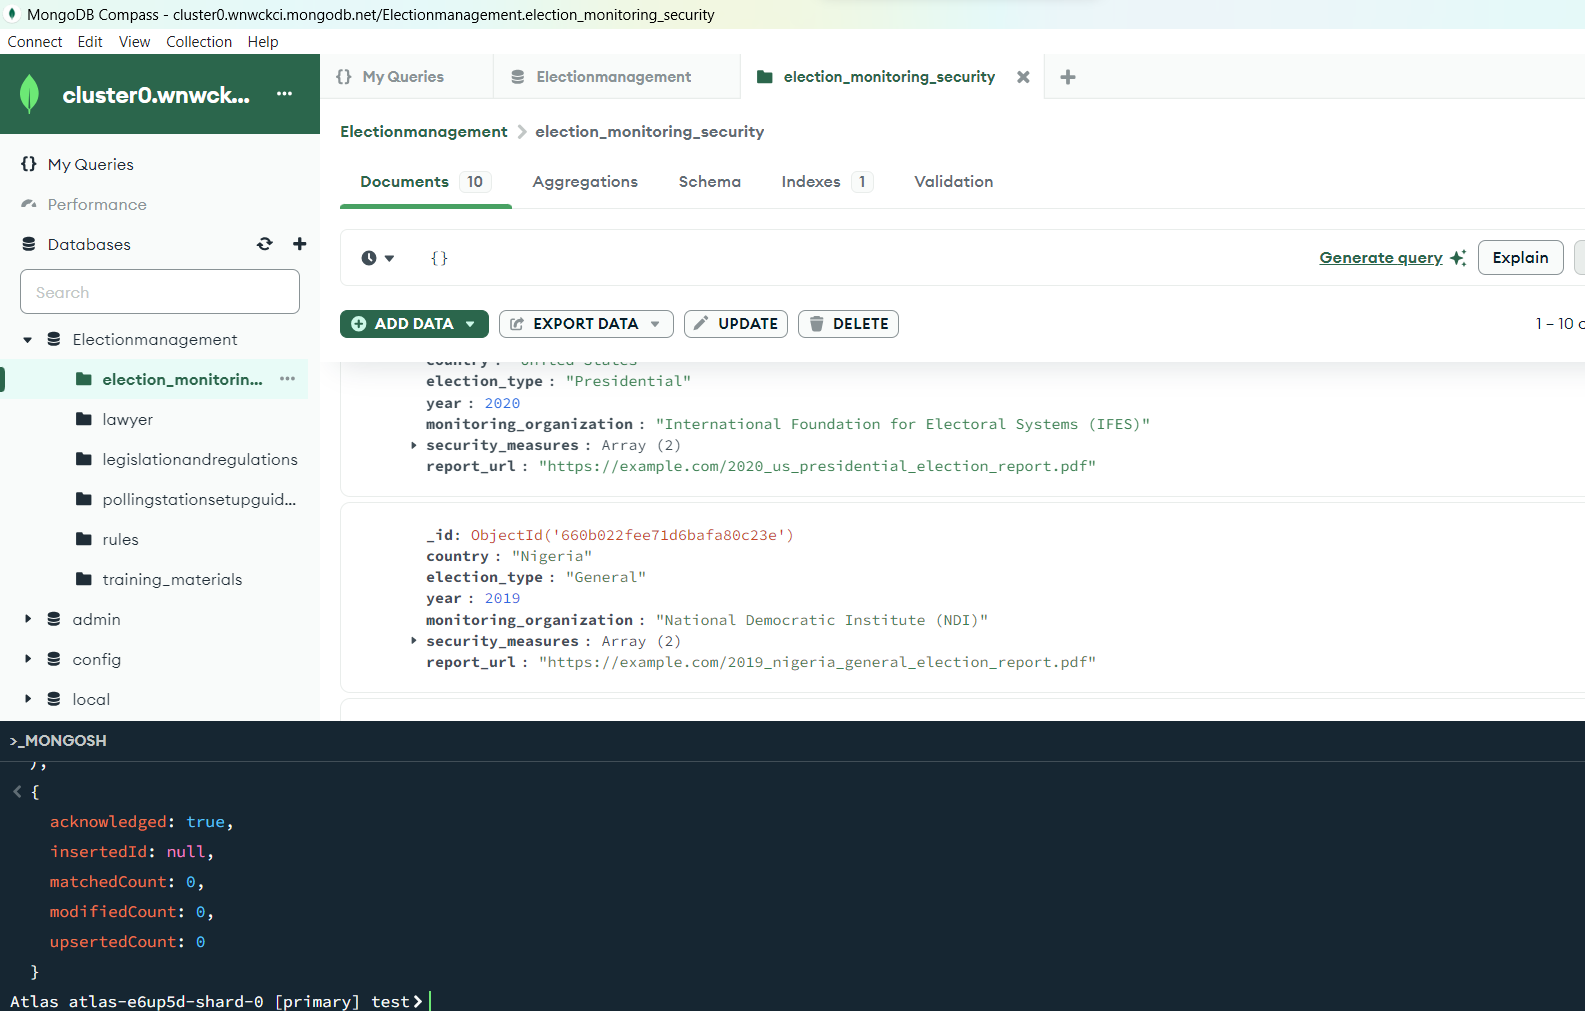 MongoDB Compass - cluster0.wnwckci.mongodb.net/Electionmanagement.election_monitoring_security
Connect Edit View Collection Help
cluster0.wnwck... ...
My Queries
Performance
Databases
Search
Electionmanagement
election_monitorin... ...
lawyer
legislationandregulations
pollingstationsetupguid...
rules
training_materials
admin
config
local
{} My Queries
Electionmanagement
election_monitoring_security
Electionmanagement > election_monitoring_security
Documents 10
Aggregations
Schema
Indexes 1
Validation
{}
Generate query
Explain
ADD DATA
EXPORT DATA
UPDATE
DELETE
1 – 10
country : "United States"
election_type : "Presidential"
year : 2020
monitoring_organization : "International Foundation for Electoral Systems (IFES)"
security_measures : Array (2)
report_url : "https://example.com/2020_us_presidential_election_report.pdf"
_id: ObjectId('660b022fee71d6bafa80c23e')
country : "Nigeria"
election_type : "General"
year : 2019
monitoring_organization : "National Democratic Institute (NDI)"
security_measures : Array (2)
report_url : "https://example.com/2019_nigeria_general_election_report.pdf"
>_MONGOSH
);
< {
acknowledged: true,
insertedId: null,
matchedCount: 0,
modifiedCount: 0,
upsertedCount: 0
}
Atlas atlas-e6up5d-shard-0 [primary] test>